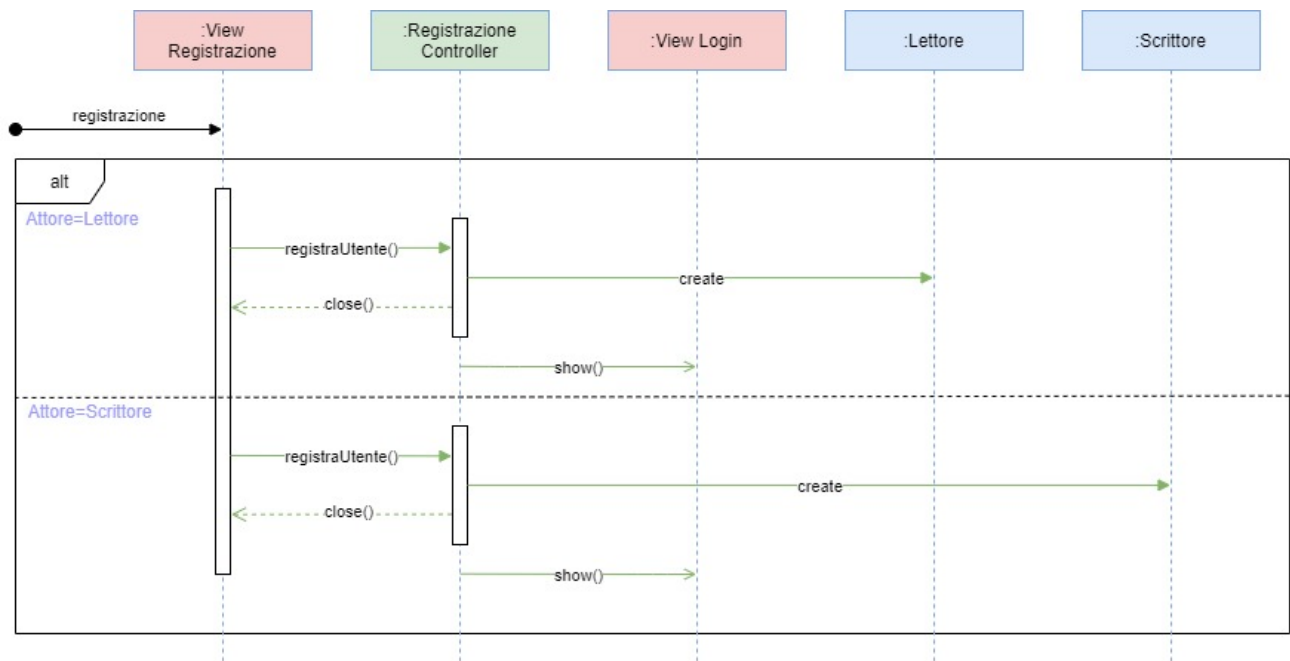 :View
Registrazione
:Registrazione
Controller
:View Login
:Lettore
:Scrittore
registrazione
alt
Attore=Lettore
registraUtente()
create
close()
show()
Attore=Scrittore
registraUtente()
create
close()
show()